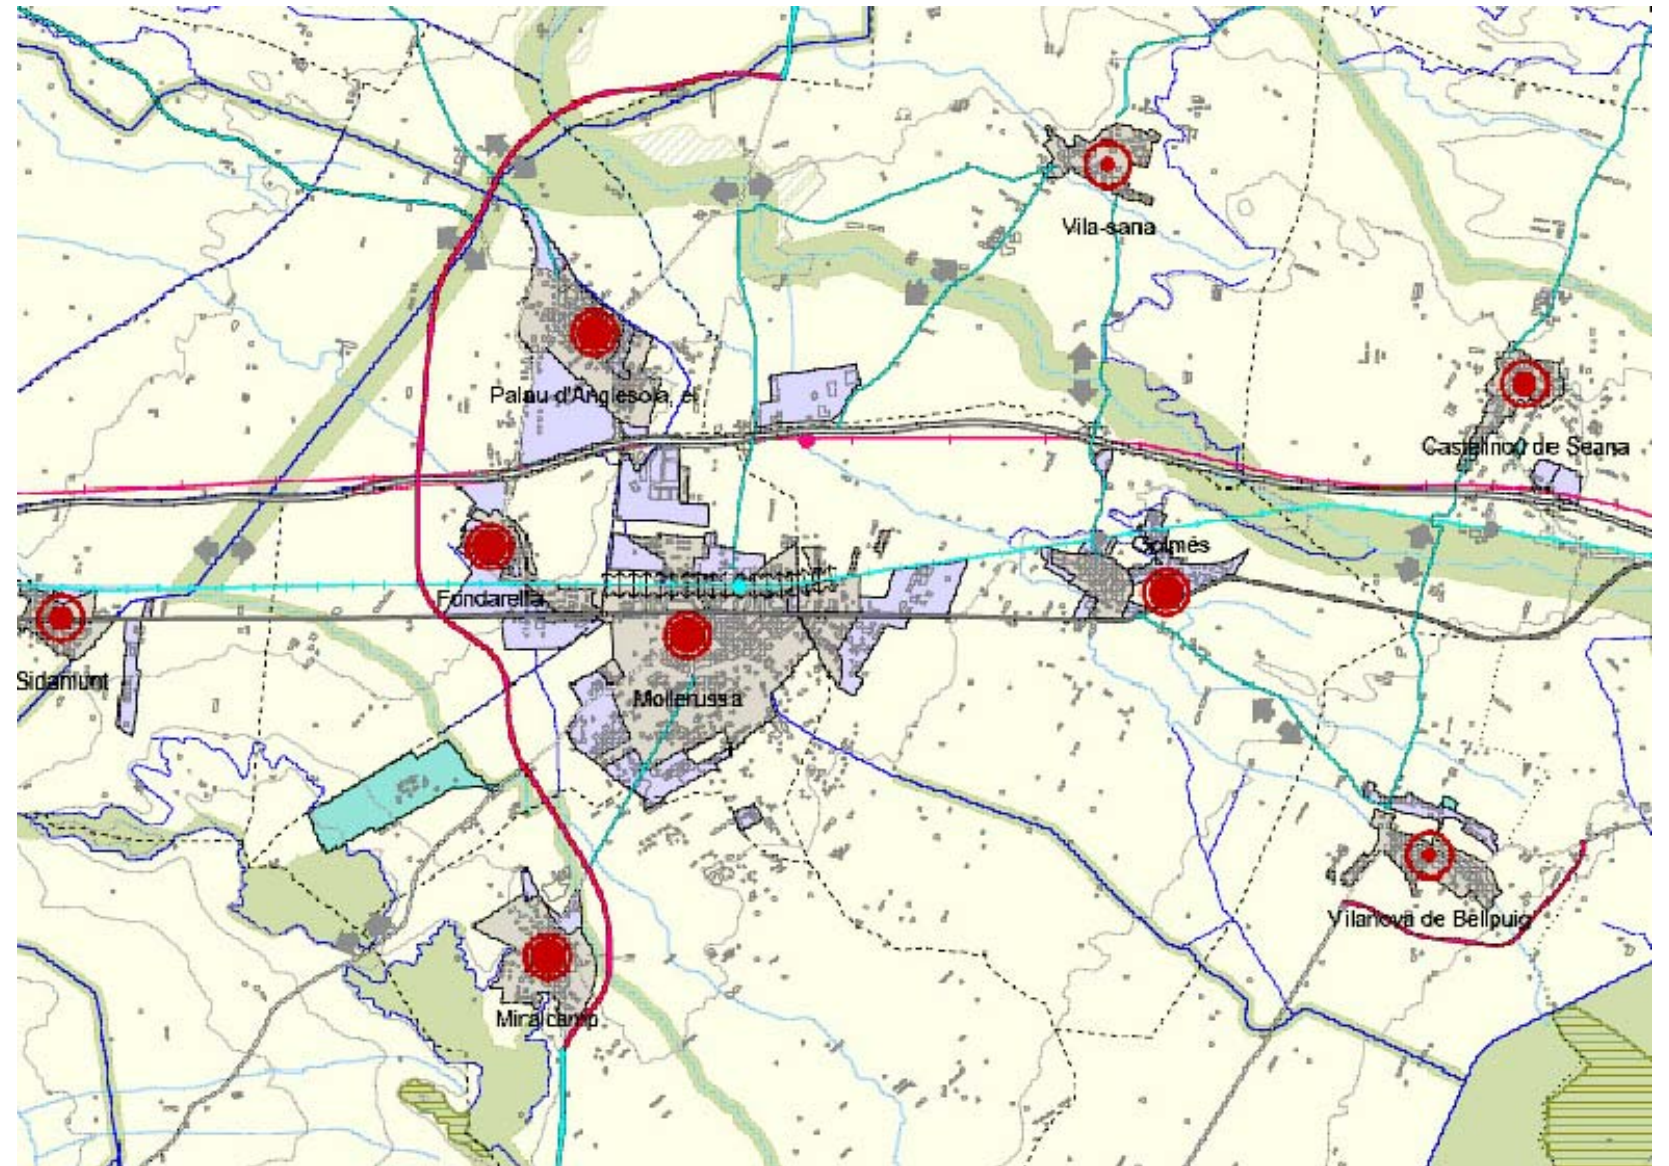 Vila-sana
Palau d'Anglesola, el
Castellnou de Seana
Golmés
Fondarella
Sidamunt
Mollerussa
Vilanova de Bellpuig
Miralcamp